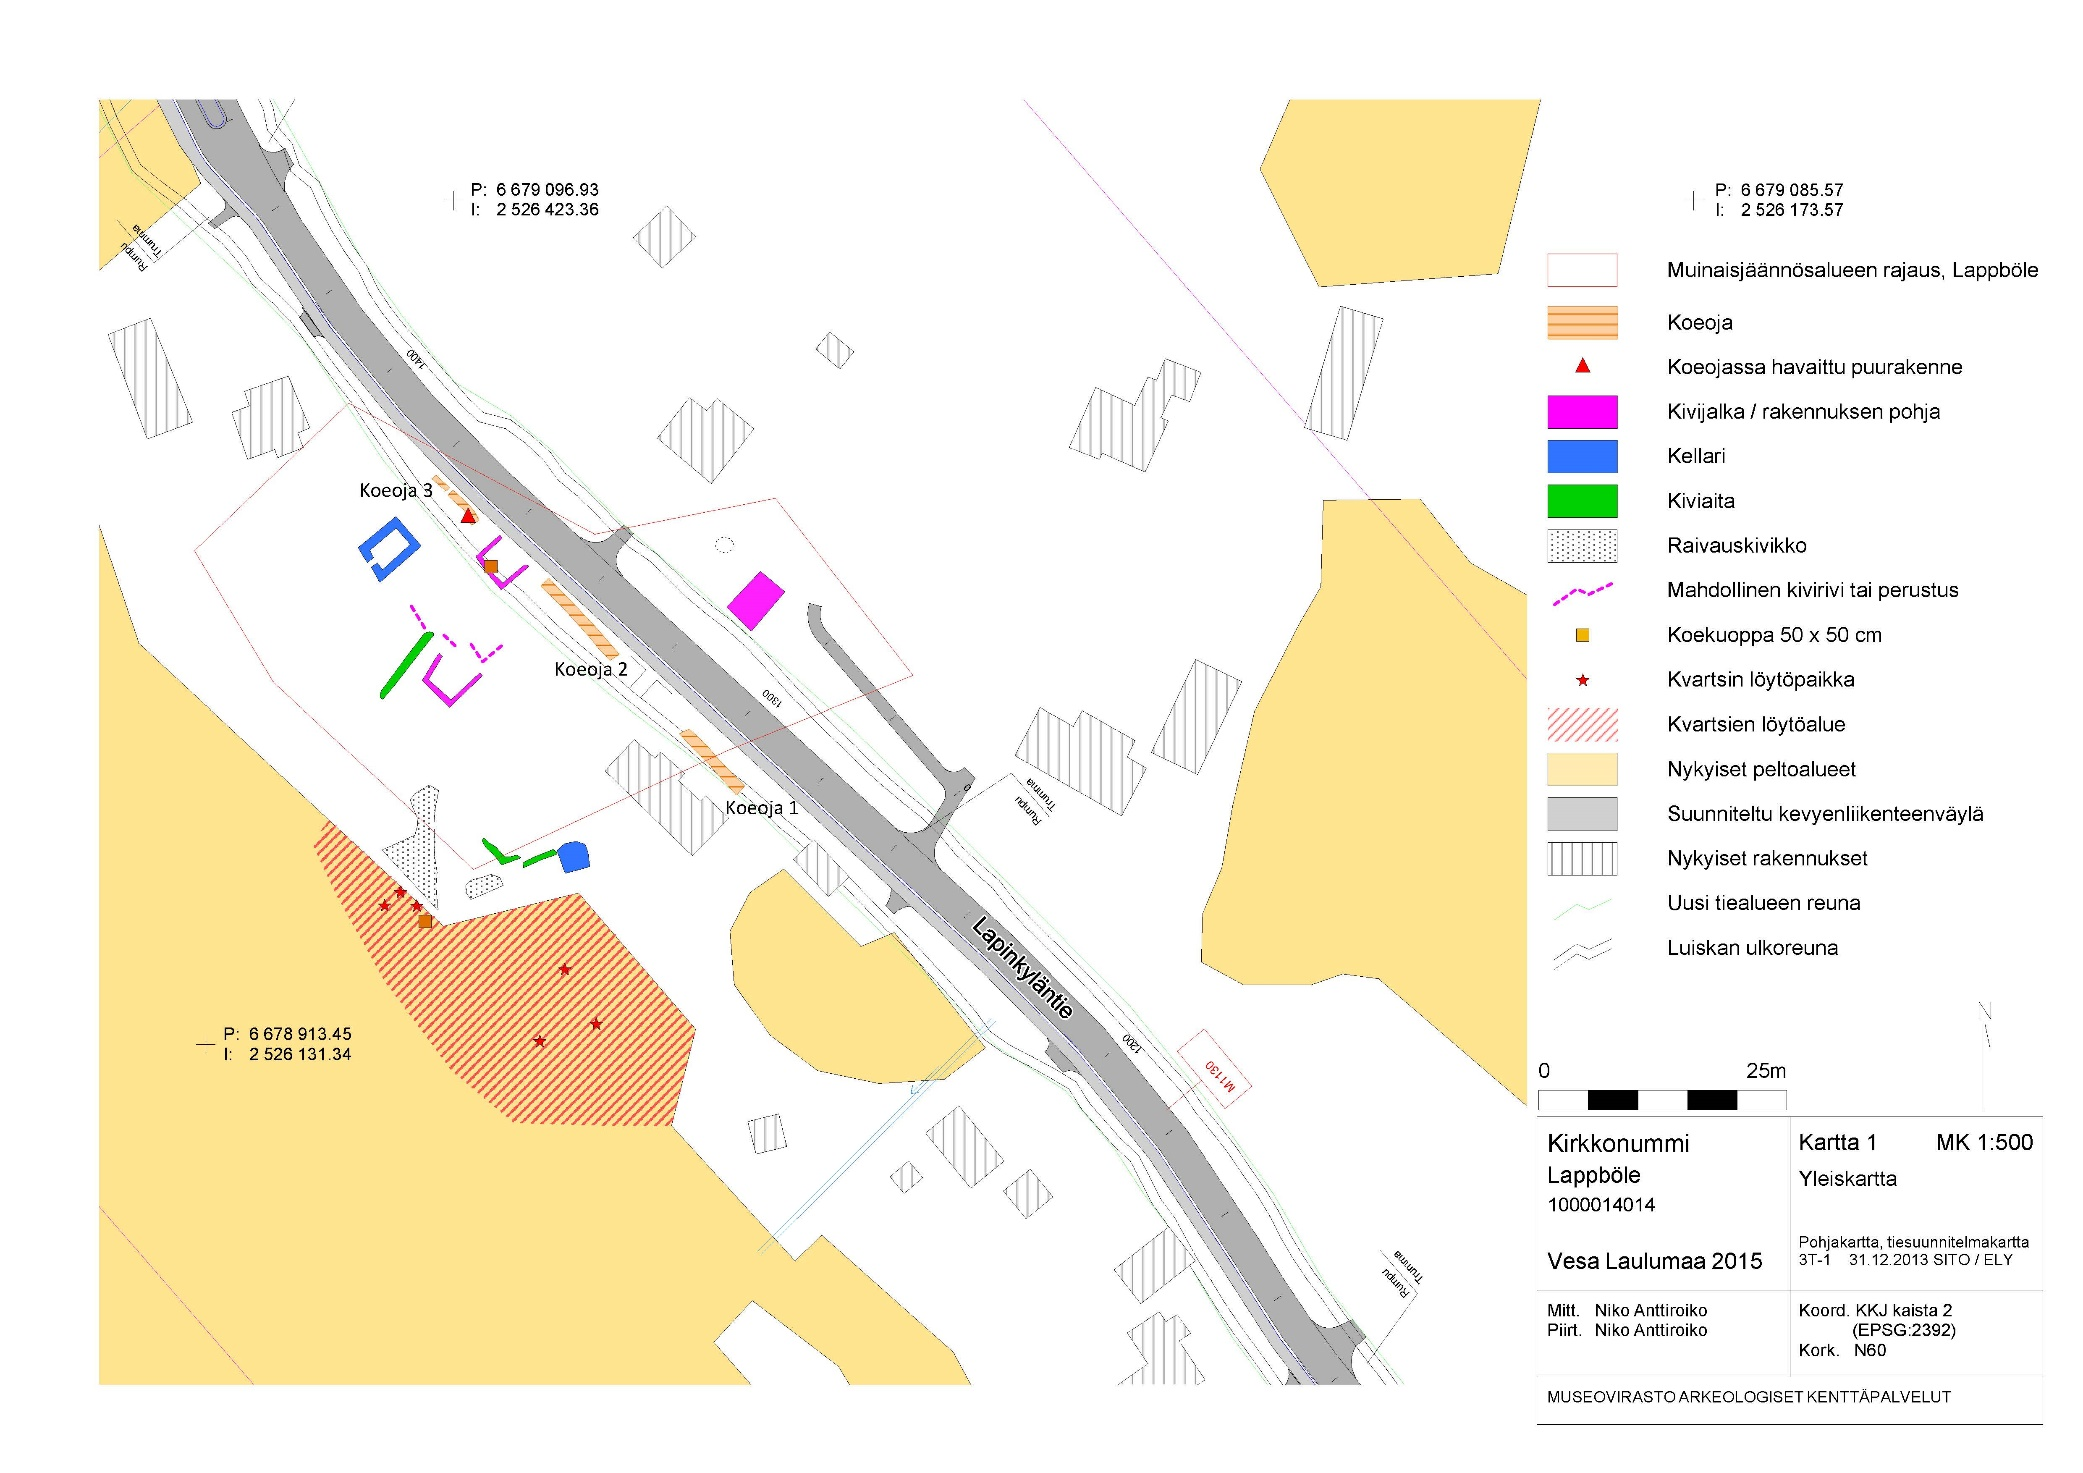 P: 6 679 096.93
I: 2 526 423.36
P: 6 679 085.57
I: 2 526 173.57
Trumma
Rumpu
1400
Koeoja 3
Koeoja 2
1300
Koeoja 1
Trumma
Rumpu
Lapinkyläntie
1200
M1130
P: 6 678 913.45
I: 2 526 131.34
Trumma
Rumpu
Muinaisjäännösalueen rajaus, Lappböle
Koeoja
Koeojassa havaittu puurakenne
Kivijalka / rakennuksen pohja
Kellari
Kiviaita
Raivauskivikko
Mahdollinen kivirivi tai perustus
Koekuoppa 50 x 50 cm
Kvartsin löytöpaikka
Kvartsien löytöalue
Nykyiset peltoalueet
Suunniteltu kevyenliikenteenväylä
Nykyiset rakennukset
Uusi tiealueen reuna
Luiskan ulkoreuna
N
0 25m
Kirkkonummi
Lappböle
1000014014
Vesa Laulumaa 2015
Kartta 1 MK 1:500
Yleiskartta
Pohjakartta, tiesuunnitelmakartta
3T-1 31.12.2013 SITO / ELY
Mitt. Niko Anttiroiko
Piirt. Niko Anttiroiko
Koord. KKJ kaista 2
(EPSG:2392)
Kork. N60
MUSEOVIRASTO ARKEOLOGISET KENTTÄPALVELUT